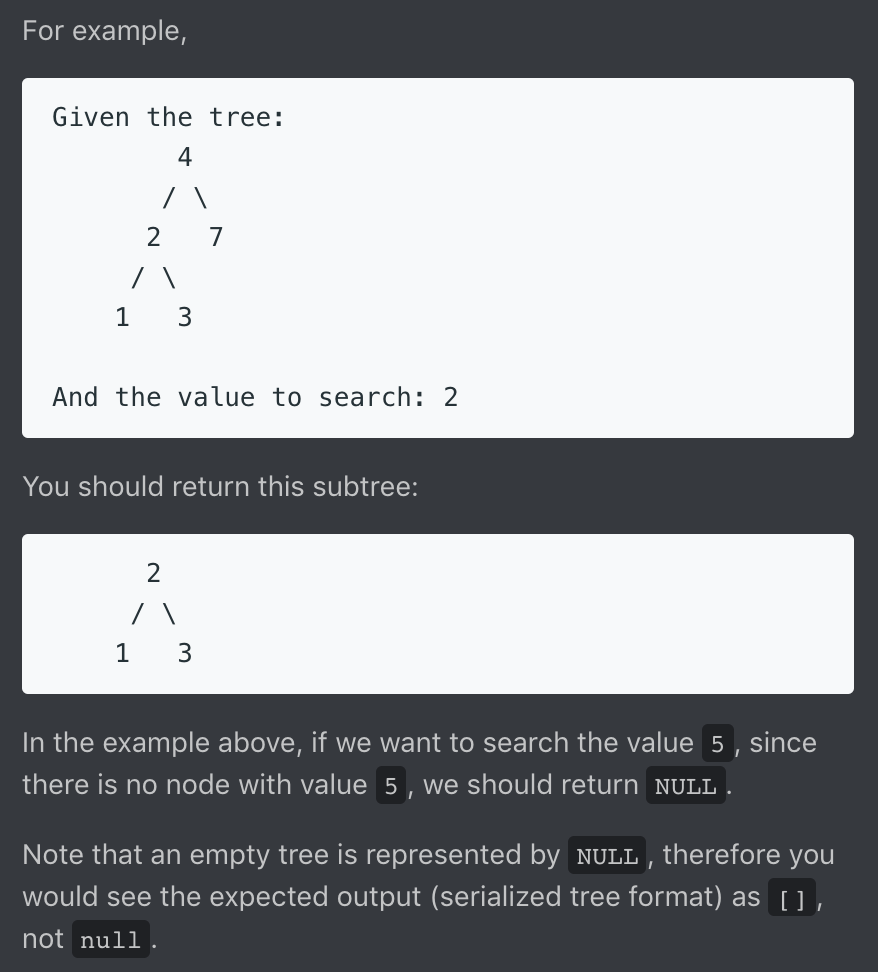 For example,
Given the tree:
        4
       / \
      2   7
     / \
    1   3
And the value to search: 2
You should return this subtree:
      2
     / \
    1   3
In the example above, if we want to search the value 5, since
there is no node with value 5, we should return NULL.
Note that an empty tree is represented by NULL, therefore you
would see the expected output (serialized tree format) as [],
not null.